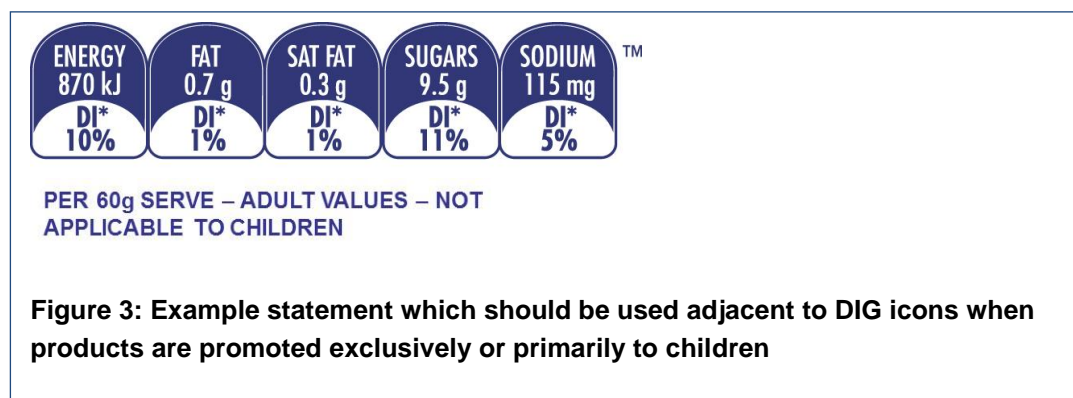 ENERGY FAT SAT FAT SUGARS SODIUM ™
870 kJ 0.7 g 0.3 g 9.5 g 115 mg
DI* DI* DI* DI* DI*
10% 1% 1% 11% 5%
PER 60g SERVE – ADULT VALUES – NOT
APPLICABLE TO CHILDREN
Figure 3: Example statement which should be used adjacent to DIG icons when
products are promoted exclusively or primarily to children